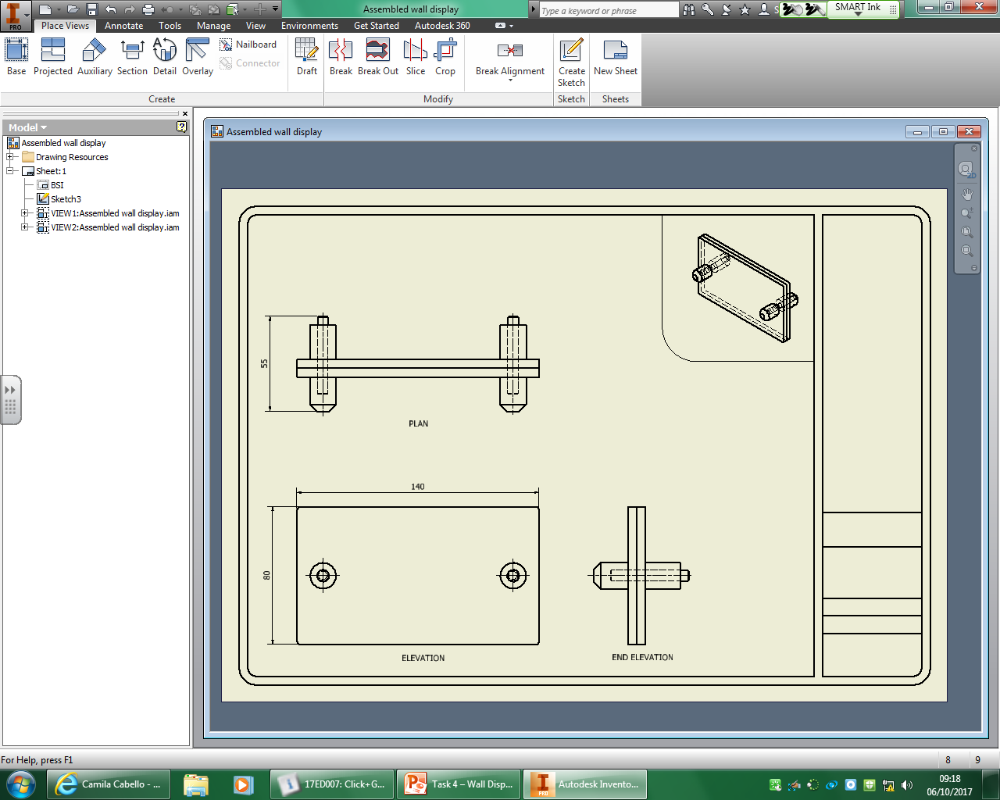 Assembled wall display
Type a keyword or phrase
S
SMART Ink
PRO
Place Views Annotate Tools Manage View Environments Get Started Autodesk 360
Base Projected Auxiliary Section Detail Overlay
Nailboard
Connector
Draft
Break Break Out Slice Crop
Break Alignment
Create Sketch
New Sheet
Create Modify Sketch Sheets
Model
Assembled wall display
Drawing Resources
Sheet:1
BSI
Sketch3
VIEW1:Assembled wall display.iam
VIEW2:Assembled wall display.iam
Assembled wall display
2D
55
PLAN
140
80
ELEVATION
END ELEVATION
For Help, press F1
8 9
Camila Cabello - ...
17ED007: Click+G...
Task 4 – Wall Disp...
Autodesk Invento...
PRO
09:18
06/10/2017